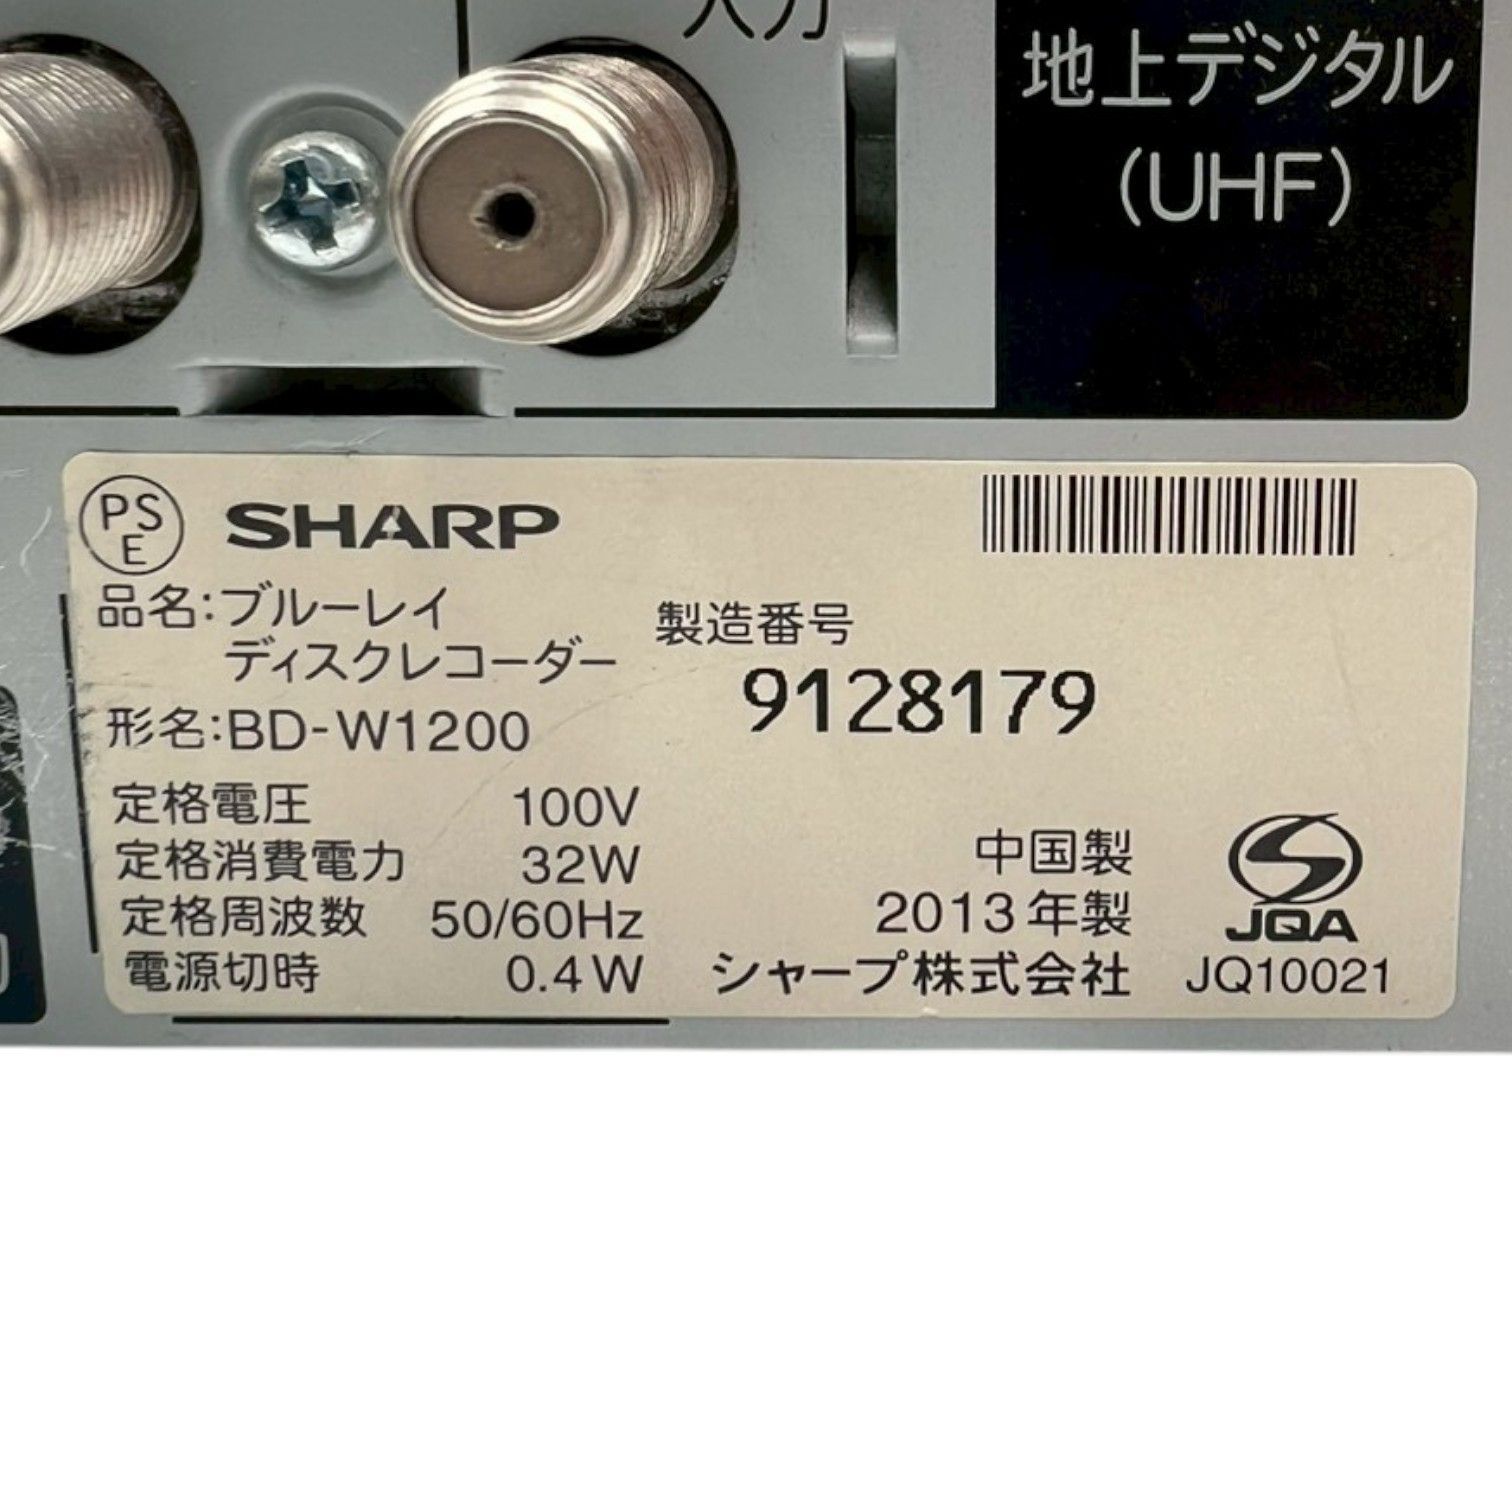 入力
地上デジタル
(UHF)
PS
E
SHARP
品名:ブルーレイ
ディスクレコーダー
形名:BD-W1200
製造番号
9128179
定格電圧 100V
定格消費電力 32W
定格周波数 50/60Hz
電源切時 0.4W
中国製
2013年製
シャープ株式会社
JQA
JQ10021